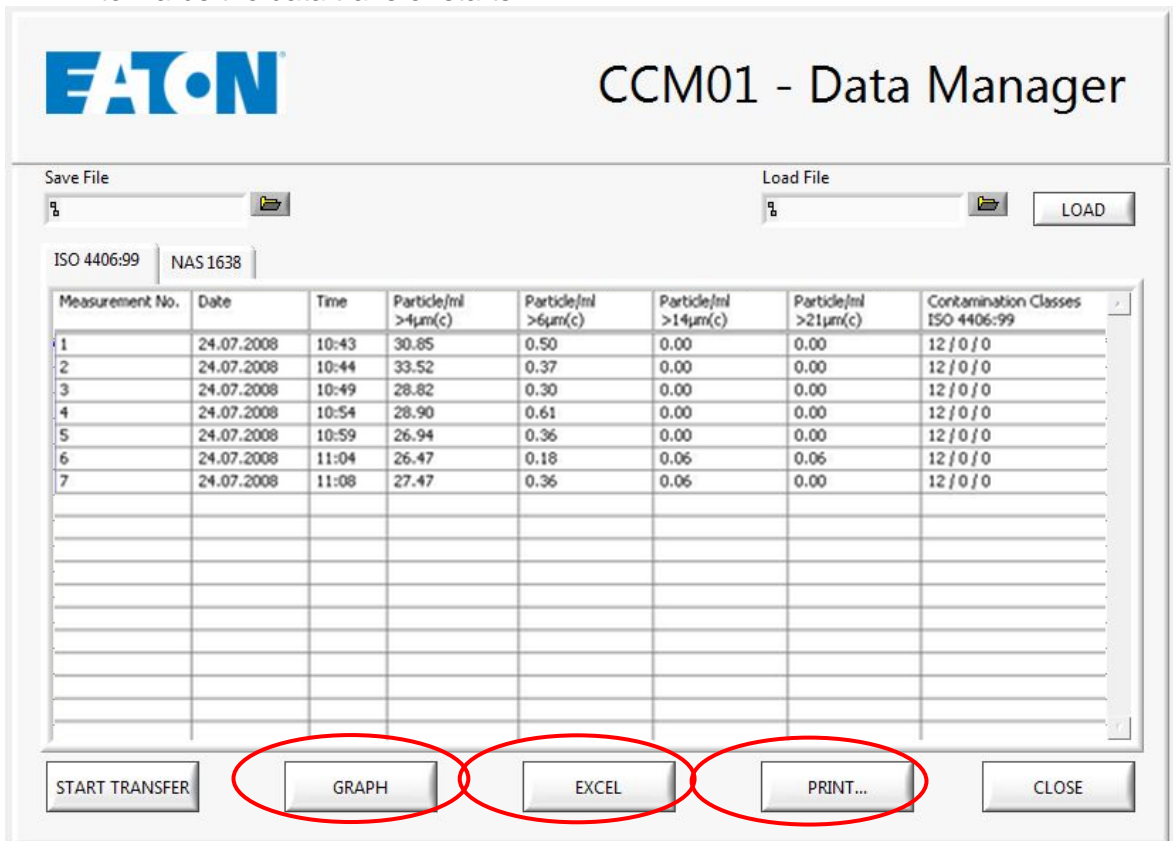 EATON
CCM01 - Data Manager
Save File
Load File
LOAD
ISO 4406:99 NAS 1638
Measurement No. Date Time Particle/ml >4µm(c) Particle/ml >6µm(c) Particle/ml >14µm(c) Particle/ml >21µm(c) Contamination Classes ISO 4406:99
1 24.07.2008 10:43 30.85 0.50 0.00 0.00 12/0/0
2 24.07.2008 10:44 33.52 0.37 0.00 0.00 12/0/0
3 24.07.2008 10:49 28.82 0.30 0.00 0.00 12/0/0
4 24.07.2008 10:54 28.90 0.61 0.00 0.00 12/0/0
5 24.07.2008 10:59 26.94 0.36 0.00 0.00 12/0/0
6 24.07.2008 11:04 26.47 0.18 0.06 0.06 12/0/0
7 24.07.2008 11:08 27.47 0.36 0.06 0.00 12/0/0
START TRANSFER GRAPH EXCEL PRINT... CLOSE